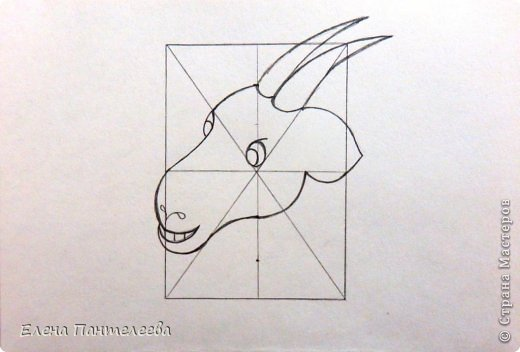 Елена Пантелеева
© Страна Мастеров